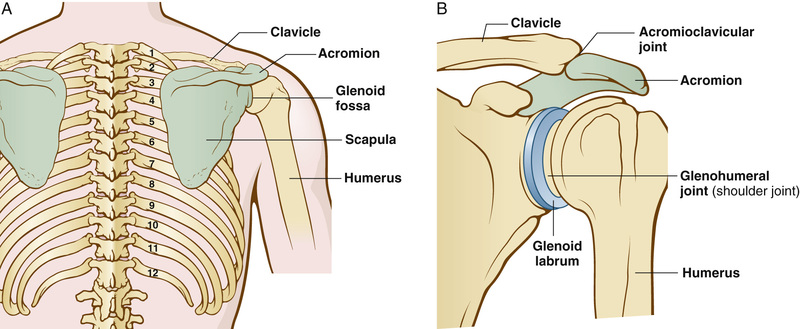 A
Clavicle
Acromion
Glenoid
fossa
Scapula
Humerus
1
2
3
4
5
6
7
8
9
10
11
12
B
Clavicle
Acromioclavicular
joint
Acromion
Glenohumeral
joint (shoulder joint)
Glenoid
labrum
Humerus